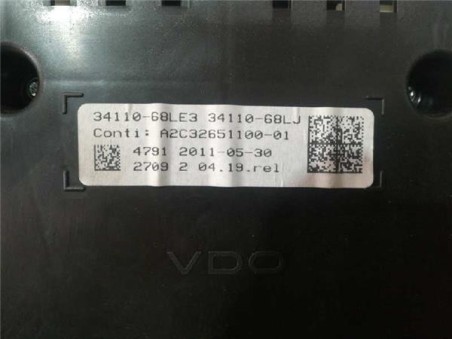 34110-68LE3 34110-68LJ
Conti: A2C32651100-01
4791 2011-05-30
2709 2 04.19.rel
VDO